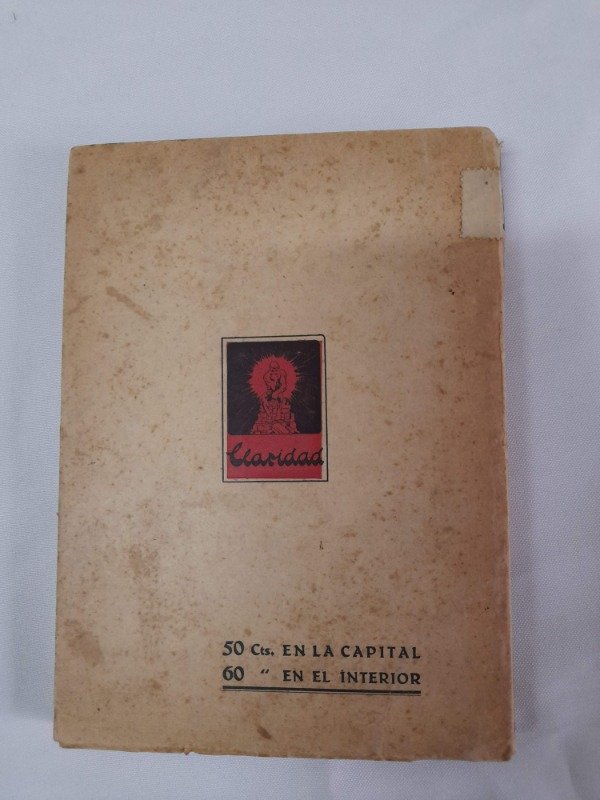 Claridad
50 Cts. EN LA CAPITAL
60 “ EN EL INTERIOR